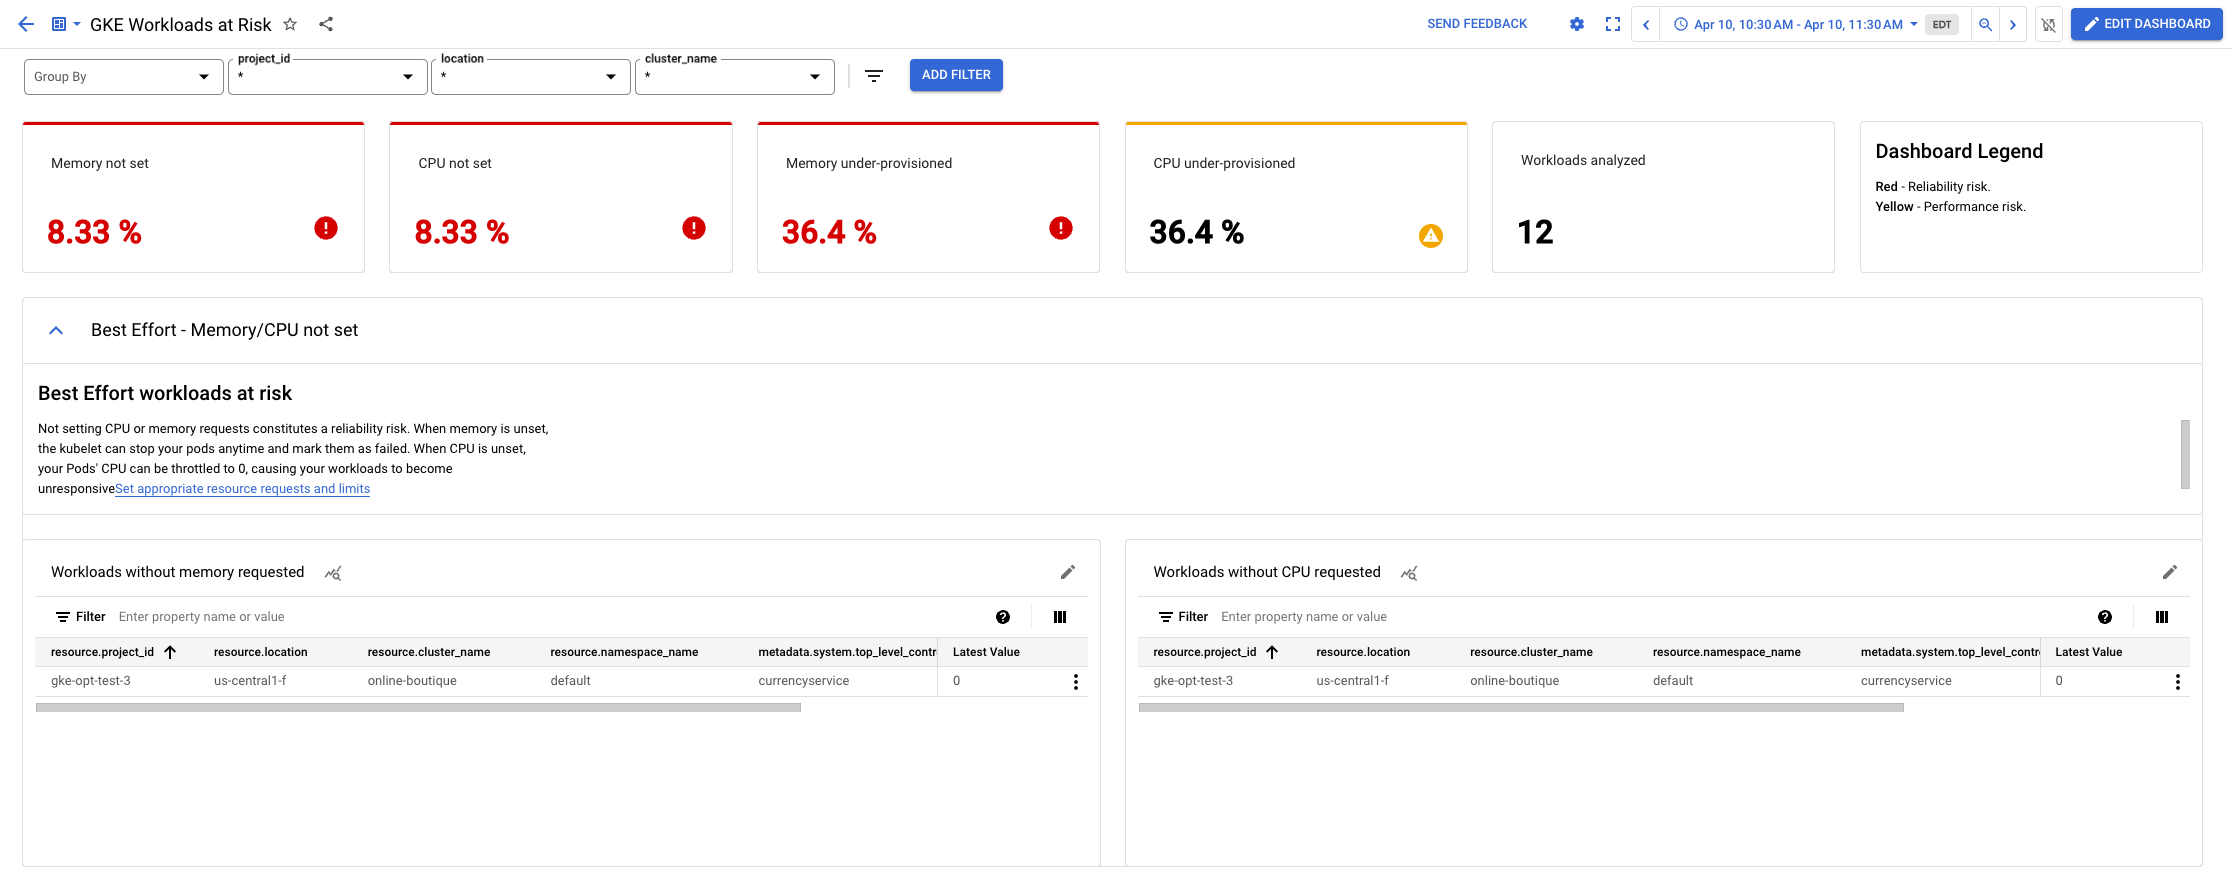 GKE Workloads at Risk
SEND FEEDBACK
Apr 10, 10:30 AM - Apr 10, 11:30 AM
EDT
EDIT DASHBOARD
Group By
project_id
*
location
*
cluster_name
*
ADD FILTER
Memory not set
8.33 %
CPU not set
8.33 %
Memory under-provisioned
36.4 %
CPU under-provisioned
36.4 %
Workloads analyzed
12
Dashboard Legend
Red - Reliability risk.
Yellow - Performance risk.
Best Effort - Memory/CPU not set
Best Effort workloads at risk
Not setting CPU or memory requests constitutes a reliability risk. When memory is unset,
the kubelet can stop your pods anytime and mark them as failed. When CPU is unset,
your Pods' CPU can be throttled to 0, causing your workloads to become
unresponsiveSet appropriate resource requests and limits
Workloads without memory requested
Filter Enter property name or value
resource.project_id resource.location resource.cluster_name resource.namespace_name metadata.system.top_level_contr Latest Value
gke-opt-test-3 us-central1-f online-boutique default currencyservice 0
Workloads without CPU requested
Filter Enter property name or value
resource.project_id resource.location resource.cluster_name resource.namespace_name metadata.system.top_level_contr Latest Value
gke-opt-test-3 us-central1-f online-boutique default currencyservice 0